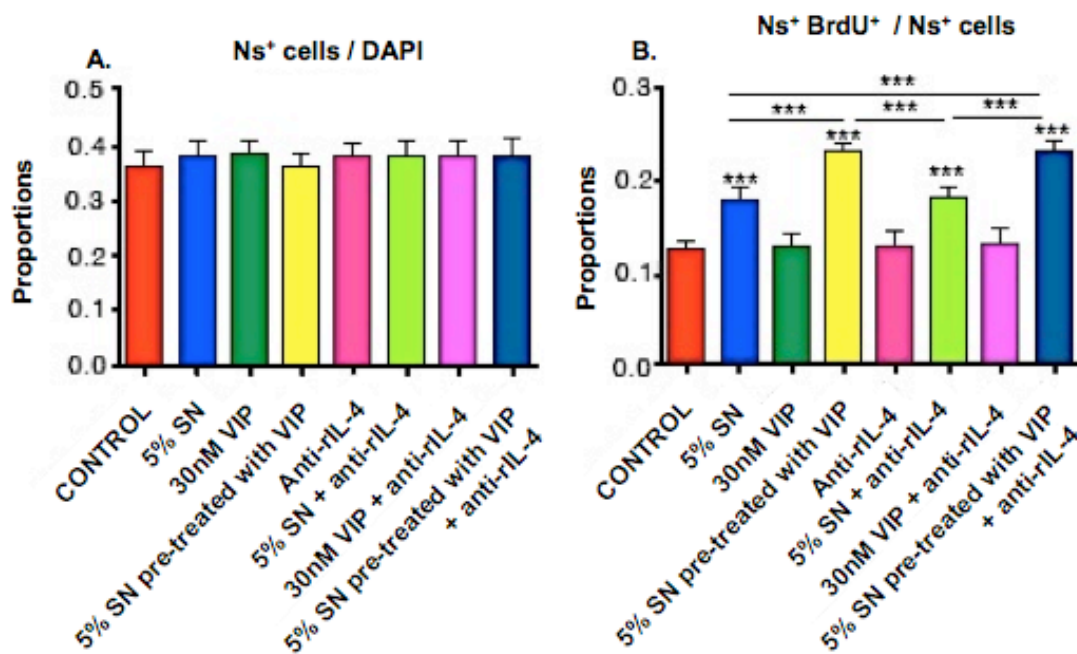 A.
Ns⁺ cells / DAPI
Proportions
0.5
0.4
0.3
0.2
0.1
0.0
CONTROL
5% SN
30nM VIP
5% SN pre-treated with VIP
Anti-rIL-4
5% SN + anti-rIL-4
30nM VIP + anti-rIL-4
5% SN pre-treated with VIP
+ anti-rIL-4
B.
Ns⁺ BrdU⁺ / Ns⁺ cells
Proportions
0.3
0.2
0.1
0.0
***
*** *** ***
*** *** *** ***
CONTROL
5% SN
30nM VIP
5% SN pre-treated with VIP
Anti-rIL-4
5% SN + anti-rIL-4
30nM VIP + anti-rIL-4
5% SN pre-treated with VIP
+ anti-rIL-4